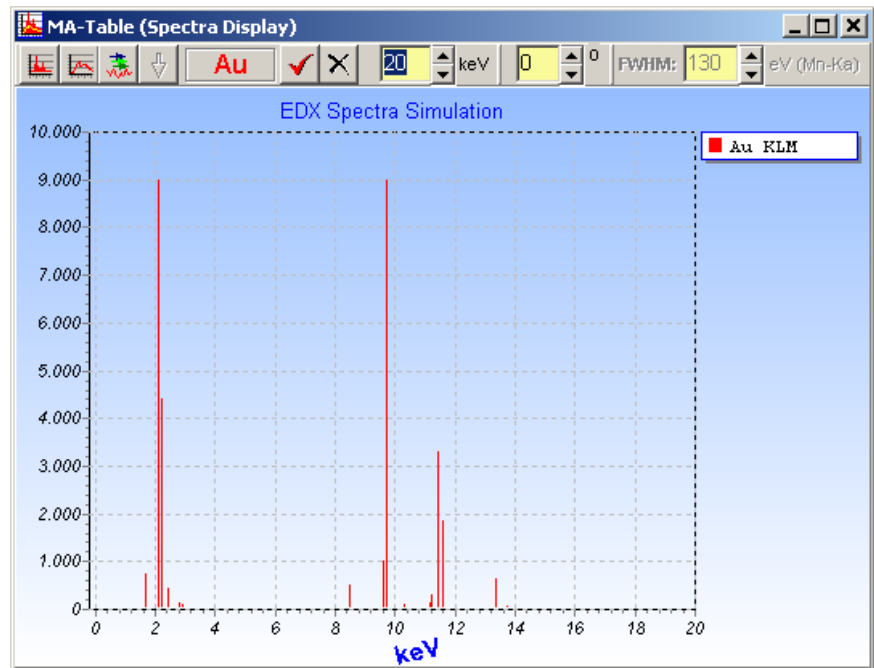 MA-Table (Spectra Display)
Au 20 keV 0 o FWHM: 130 eV (Mn-Ka)
EDX Spectra Simulation
Au KLM
10.000
9.000
8.000
7.000
6.000
5.000
4.000
3.000
2.000
1.000
0
0 2 4 6 8 10 12 14 16 18 20
keV